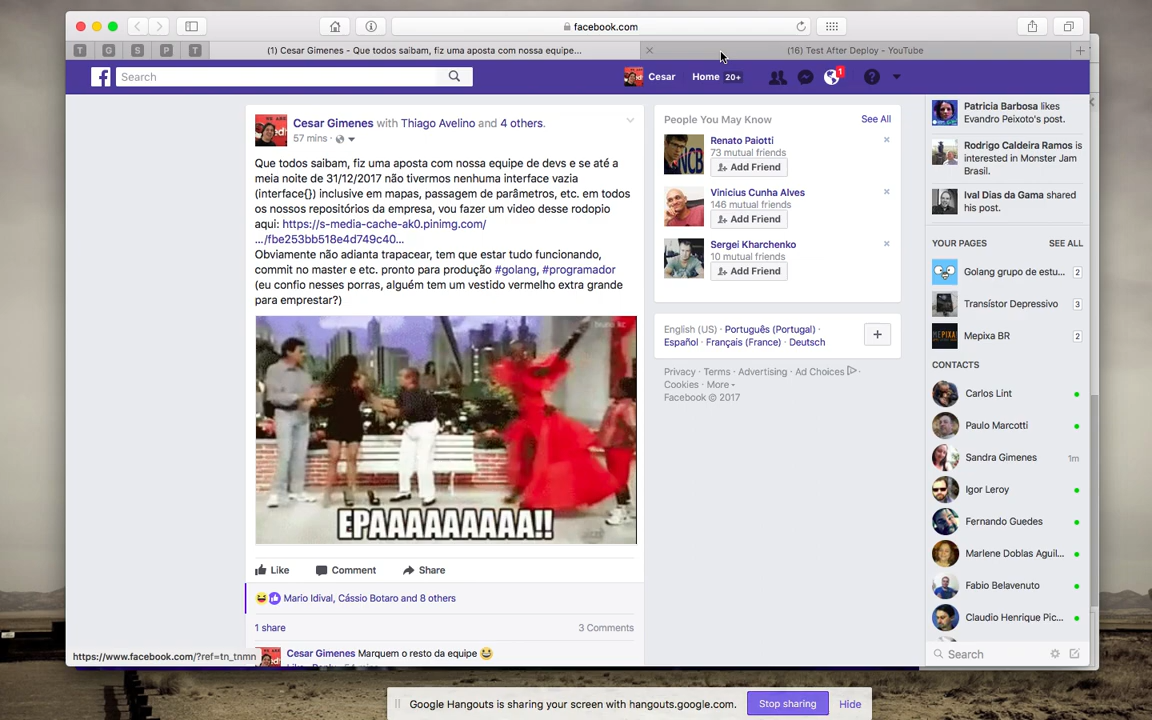 facebook.com
T
G
S
P
T
(1) Cesar Gimenes - Que todos saibam, fiz uma aposta com nossa equipe...
(16) Test After Deploy - YouTube
Search
Cesar
Home 20+
1
Cesar Gimenes with Thiago Avelino and 4 others.
57 mins ·
Que todos saibam, fiz uma aposta com nossa equipe de devs e se até a
meia noite de 31/12/2017 não tivermos nenhuma interface vazia
(interface{}) inclusive em mapas, passagem de parâmetros, etc. em todos
os nossos repositórios da empresa, vou fazer um video desse rodopio
aqui: https://s-media-cache-ak0.pinimg.com/
.../fbe253bb518e4d749c40...
Obviamente não adianta trapacear, tem que estar tudo funcionando,
commit no master e etc. pronto para produção #golang, #programador
(eu confio nesses porras, alguém tem um vestido vermelho extra grande
para emprestar?)
EPAAAAAAAAA!!
Like
Comment
Share
Mario Idival, Cássio Botaro and 8 others
1 share
3 Comments
Cesar Gimenes Marquem o resto da equipe
https://www.facebook.com/?ref=tn_tnmn
People You May Know
See All
Renato Paiotti
73 mutual friends
Add Friend
Vinicius Cunha Alves
146 mutual friends
Add Friend
Sergei Kharchenko
10 mutual friends
Add Friend
English (US) · Português (Portugal) ·
Español · Français (France) · Deutsch
Privacy · Terms · Advertising · Ad Choices ·
Cookies · More
Facebook © 2017
Patricia Barbosa likes
Evandro Peixoto's post.
Rodrigo Caldeira Ramos is
interested in Monster Jam
Brasil.
Ival Dias da Gama shared
his post.
YOUR PAGES
SEE ALL
Golang grupo de estu... 2
Transístor Depressivo 3
Mepixa BR 2
CONTACTS
Carlos Lint
Paulo Marcotti
Sandra Gimenes 1m
Igor Leroy
Fernando Guedes
Marlene Doblas Aguil...
Fabio Belavenuto
Claudio Henrique Pic...
Search
Google Hangouts is sharing your screen with hangouts.google.com.
Stop sharing
Hide